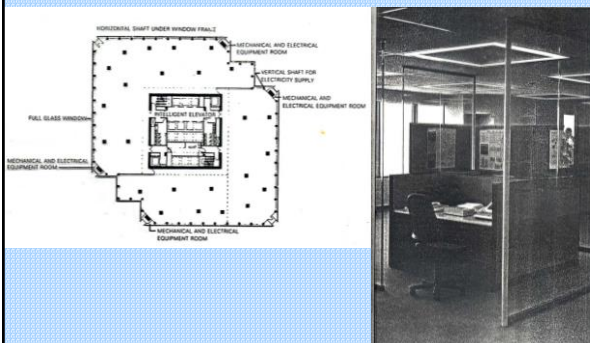 HORIZONTAL SHAFT UNDER WINDOW FRAME
MECHANICAL AND ELECTRICAL
EQUIPMENT ROOM
VERTICAL SHAFT FOR
ELECTRICITY SUPPLY
MECHANICAL AND
ELECTRICAL EQUIPMENT ROOM
INTELLIGENT ELEVATOR
FULL GLASS WINDOW
MECHANICAL AND ELECTRICAL
EQUIPMENT ROOM
MECHANICAL AND ELECTRICAL
EQUIPMENT ROOM